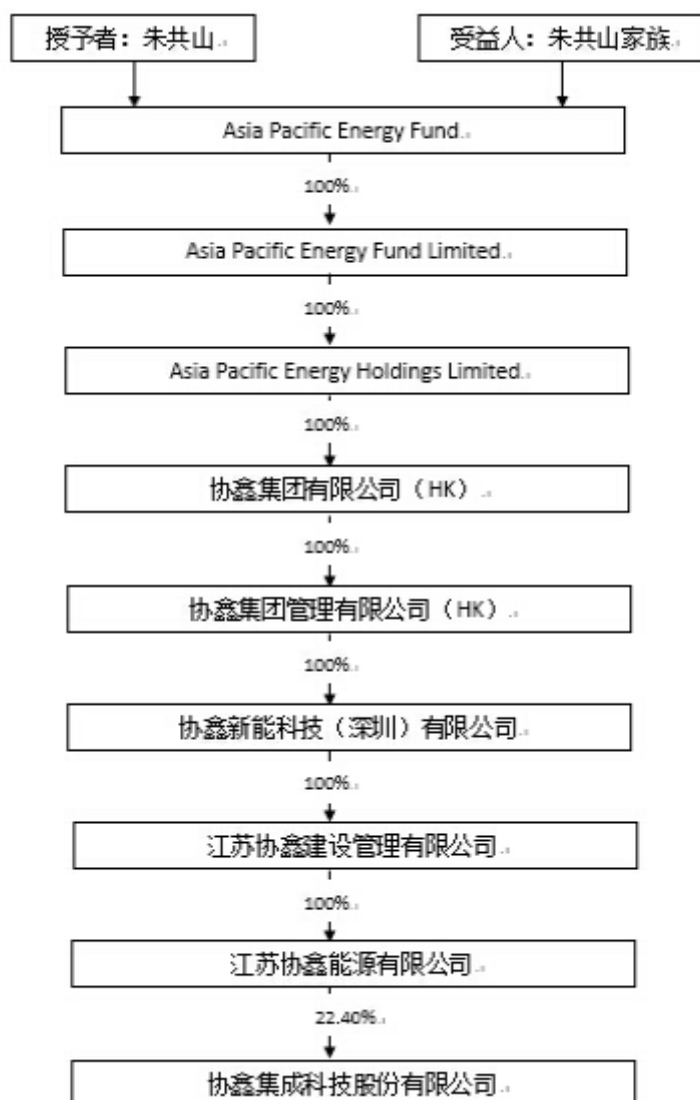 授予者：朱共山
受益人：朱共山家族
Asia Pacific Energy Fund
100%
Asia Pacific Energy Fund Limited
100%
Asia Pacific Energy Holdings Limited
100%
协鑫集团有限公司（HK）
100%
协鑫集团管理有限公司（HK）
100%
协鑫新能科技（深圳）有限公司
100%
江苏协鑫建设管理有限公司
100%
江苏协鑫能源有限公司
22.40%
协鑫集成科技股份有限公司